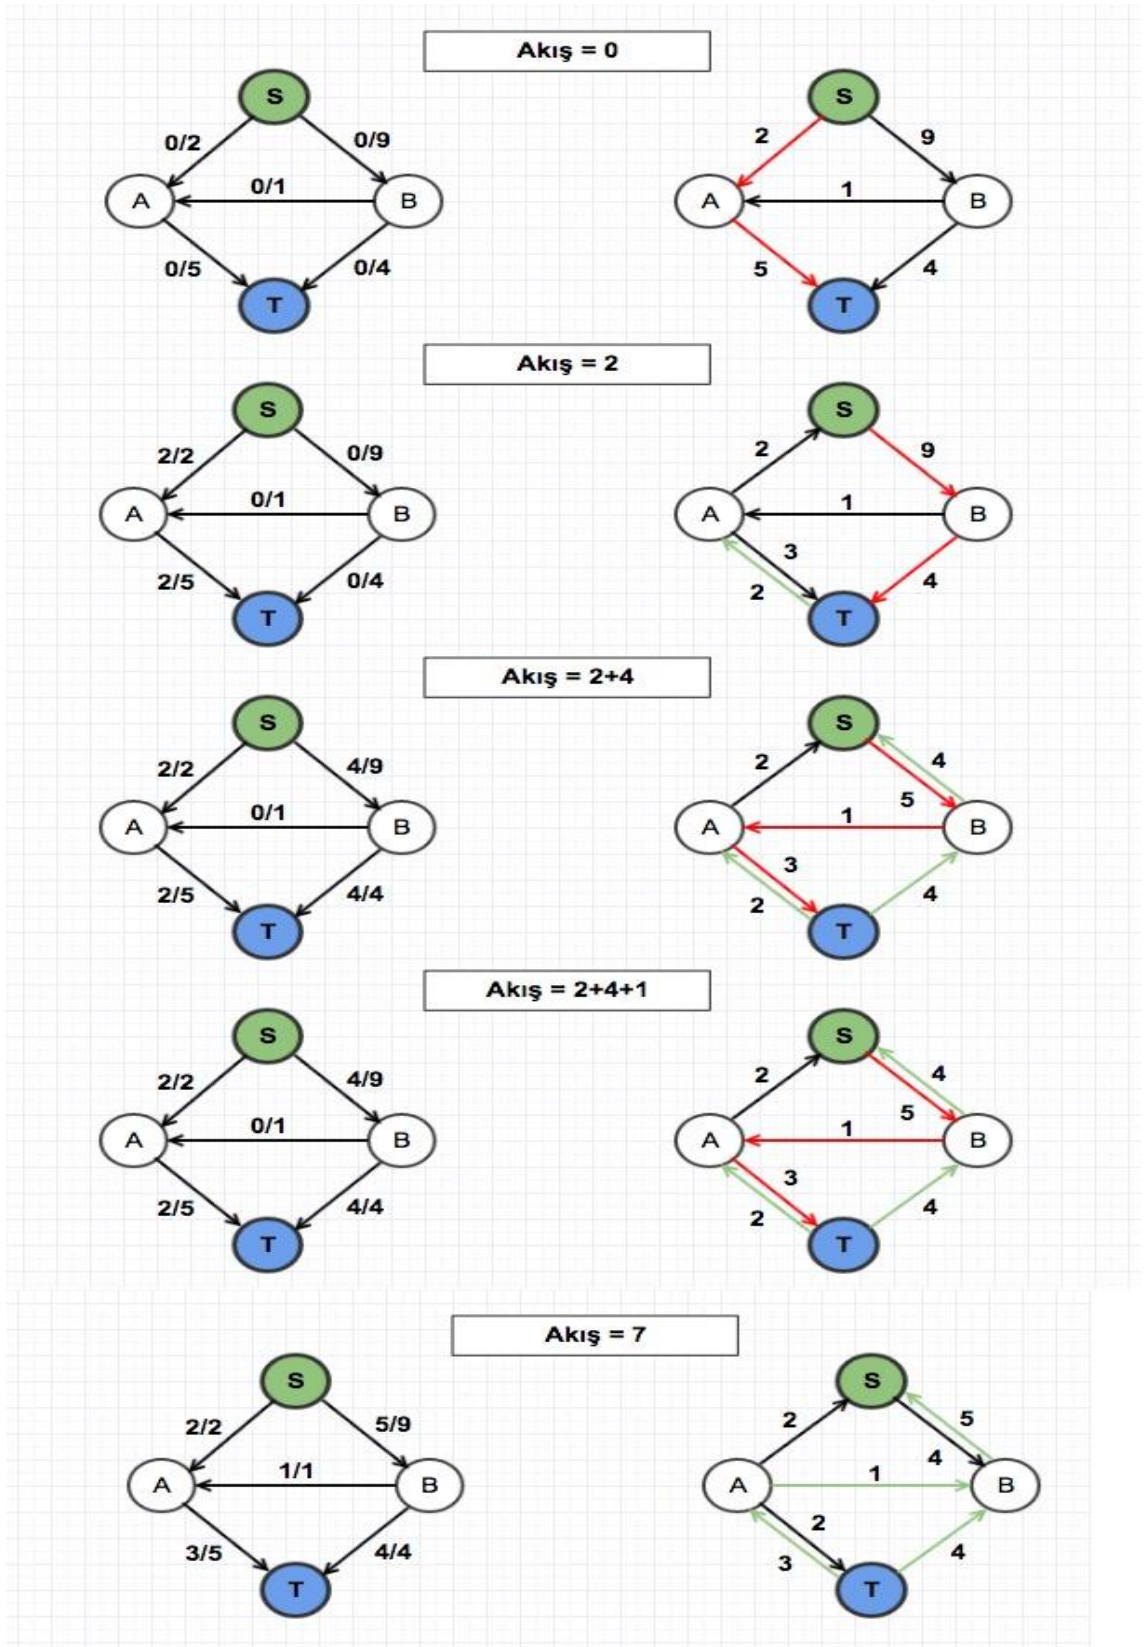 Akış = 0
S S
0/2 0/9 2 9
A 0/1 B A 1 B
0/5 0/4 5 4
T T
Akış = 2
S S
2/2 0/9 2 9
A 0/1 B A 1 B
2/5 0/4 3 2 4
T T
Akış = 2+4
S S
2/2 4/9 2 4 5
A 0/1 B A 1 B
2/5 4/4 3 2 4
T T
Akış = 2+4+1
S S
2/2 4/9 2 4 5
A 0/1 B A 1 B
2/5 4/4 3 2 4
T T
Akış = 7
S S
2/2 5/9 2 5 4
A 1/1 B A 1 B
3/5 4/4 2 3 4
T T